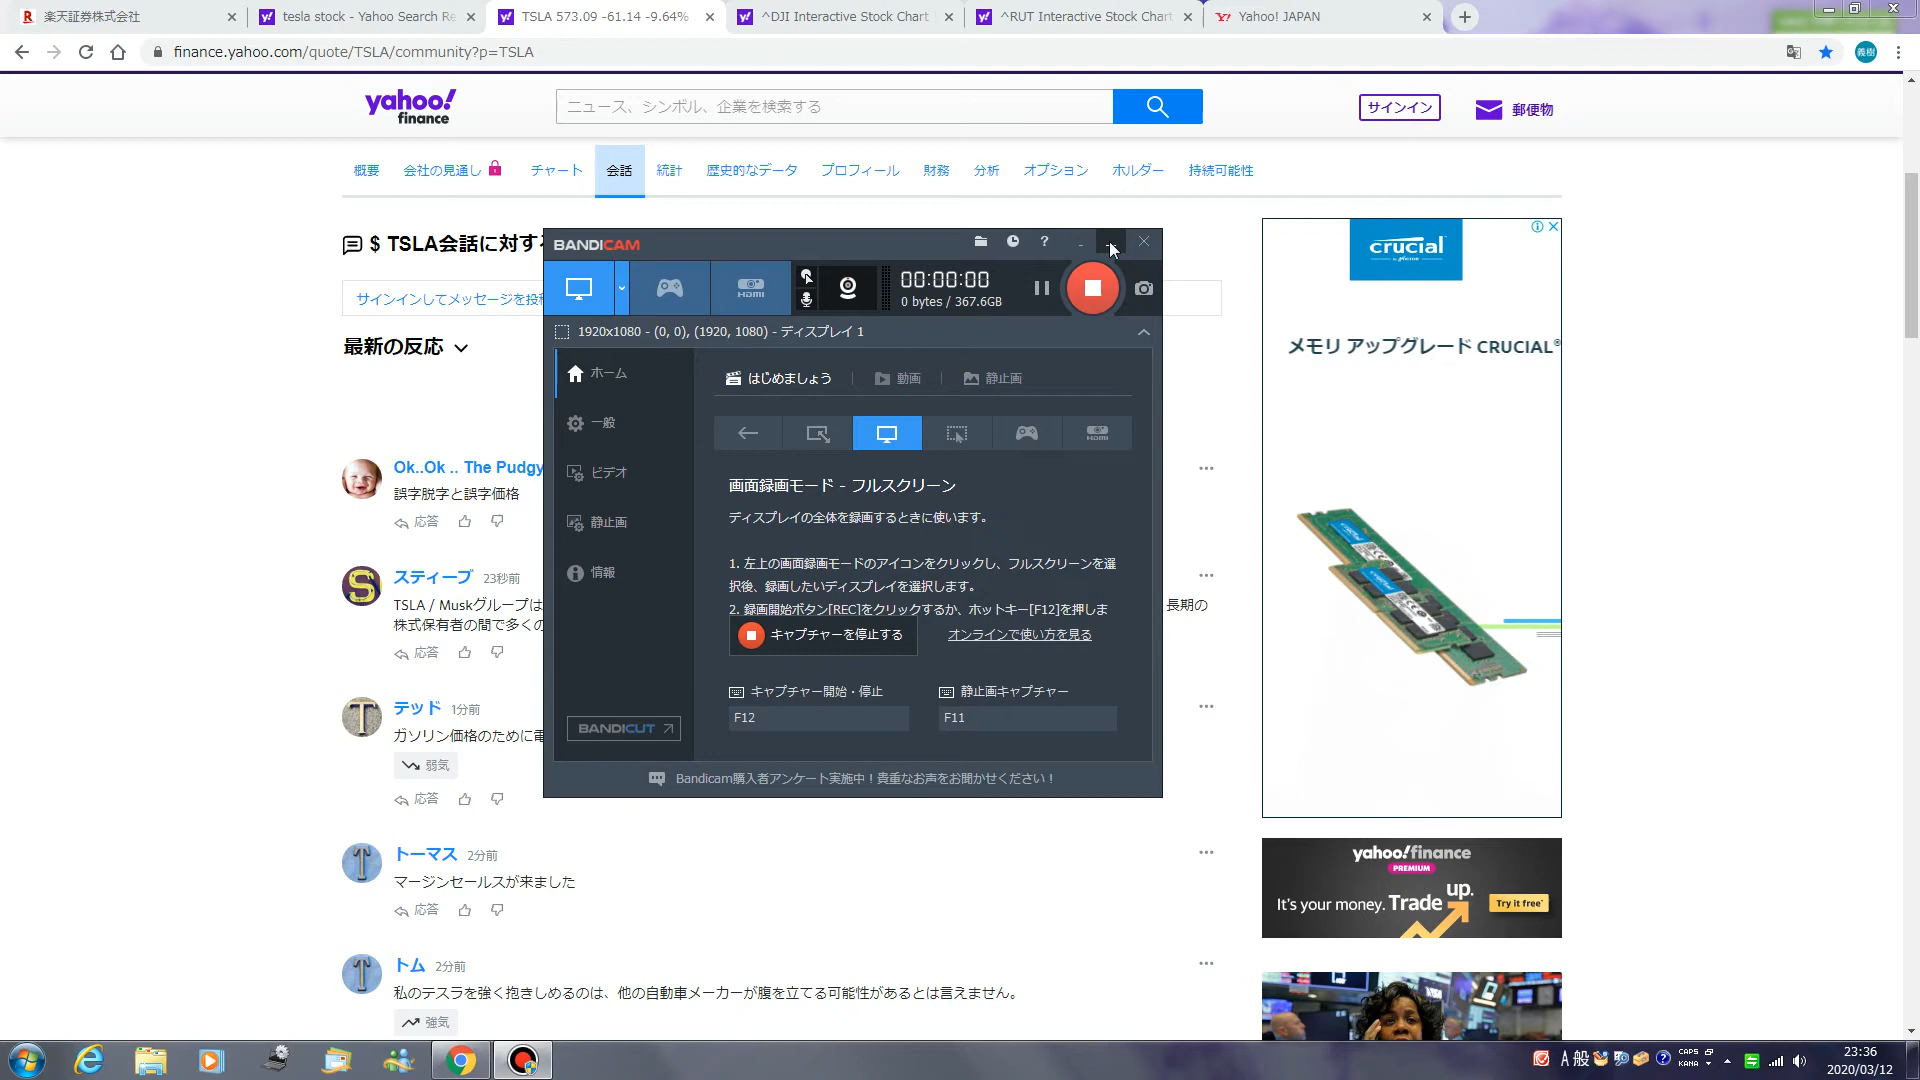 楽天証券株式会社
tesla stock - Yahoo Search Re
TSLA 573.09 -61.14 -9.64%
^DJI Interactive Stock Chart
^RUT Interactive Stock Chart
Yahoo! JAPAN
finance.yahoo.com/quote/TSLA/community?p=TSLA
義樹
yahoo!
finance
ニュース、シンボル、企業を検索する
サインイン
郵便物
概要
会社の見通し
チャート
会話
統計
歴史的なデータ
プロフィール
財務
分析
オプション
ホルダー
持続可能性
$ TSLA会話に対す
サインインしてメッセージを投稿
最新の反応
Ok..Ok .. The Pudgy
誤字脱字と誤字価格
応答
スティーブ 23秒前
TSLA / Muskグループは
長期の
株式保有者の間で多くの
応答
テッド 1分前
ガソリン価格のために電
弱気
応答
トーマス 2分前
マージンセールスが来ました
応答
トム 2分前
私のテスラを強く抱きしめるのは、他の自動車メーカーが腹を立てる可能性があるとは言えません。
強気
BANDICAM
HDMI
00:00:00
0 bytes / 367.6GB
1920x1080 - (0, 0), (1920, 1080) - ディスプレイ 1
ホーム
一般
ビデオ
静止画
情報
BANDICUT
はじめましょう
動画
静止画
HDMI
画面録画モード - フルスクリーン
ディスプレイの全体を録画するときに使います。
1. 左上の画面録画モードのアイコンをクリックし、フルスクリーンを選
択後、録画したいディスプレイを選択します。
2. 録画開始ボタン[REC]をクリックするか、ホットキー[F12]を押しま
キャプチャーを停止する
オンラインで使い方を見る
キャプチャー開始・停止
静止画キャプチャー
F12
F11
Bandicam購入者アンケート実施中！貴重なお声をお聞かせください！
crucial
メモリ アップグレード CRUCIAL®
yahoo!finance
PREMIUM
It's your money. Trade up.
Try it free*
A 般
CAPS
KANA
23:36
2020/03/12